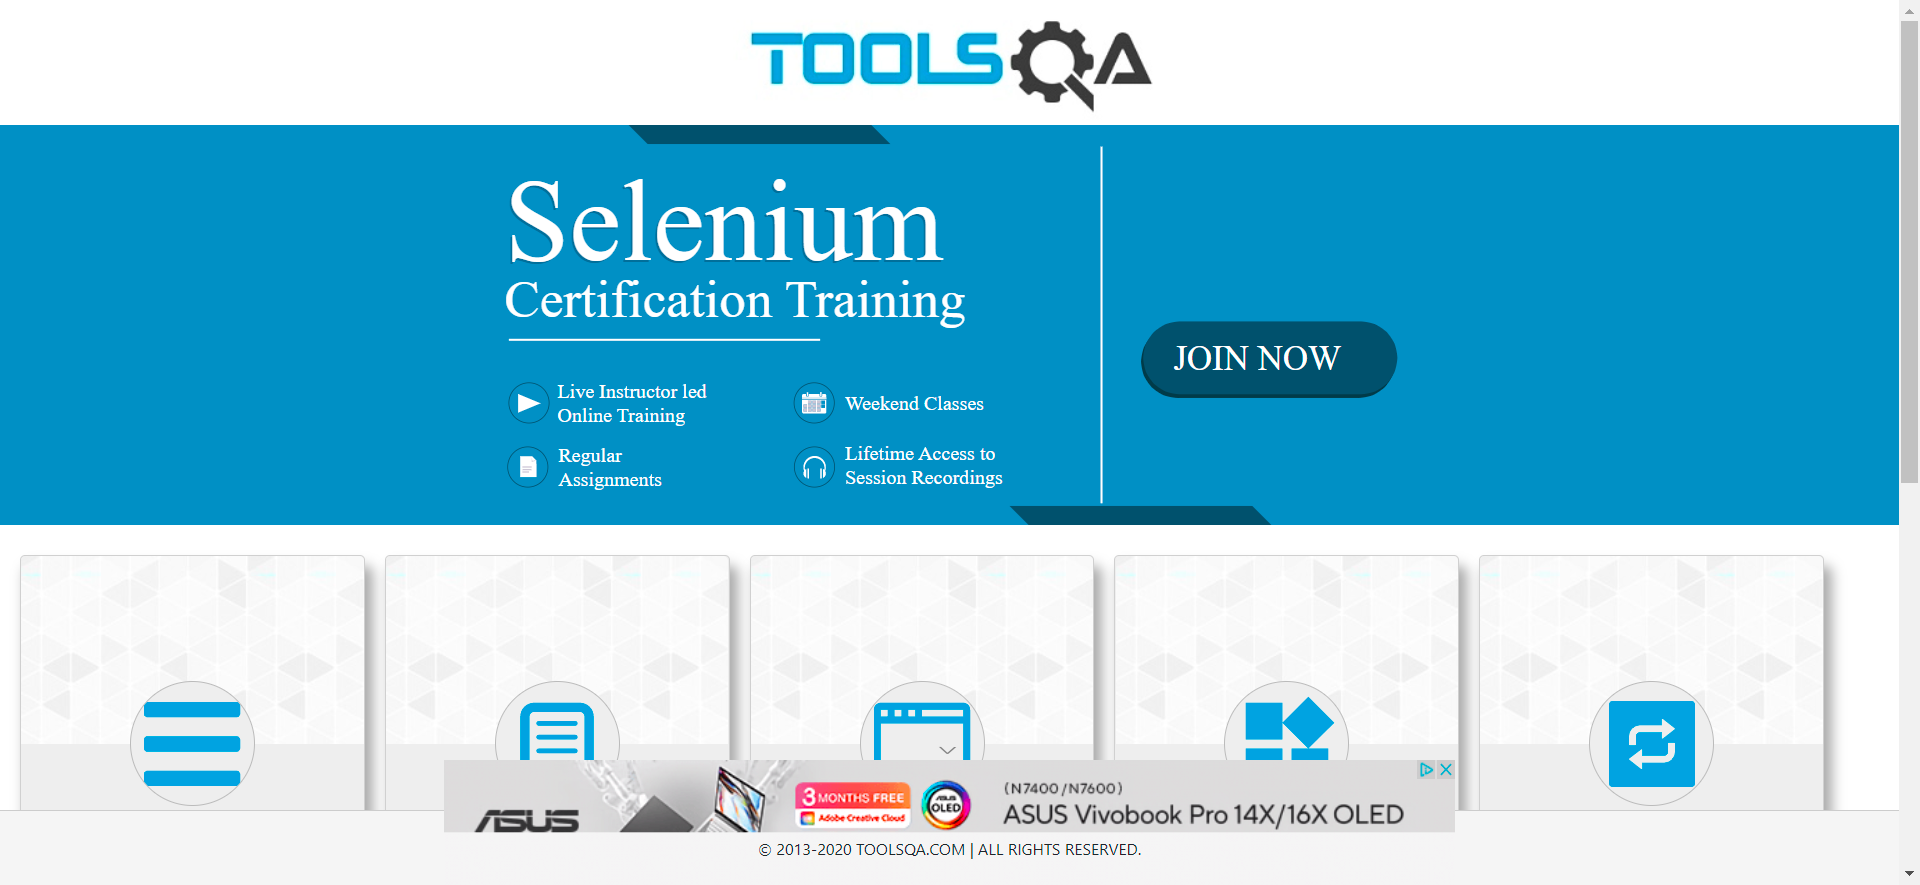 TOOLSQA
Selenium
Certification Training
JOIN NOW
Live Instructor led
Online Training
Weekend Classes
Regular
Assignments
Lifetime Access to
Session Recordings
ASUS
3 MONTHS FREE
Adobe Creative Cloud
ASUS
OLED
(N7400/N7600)
ASUS Vivobook Pro 14X/16X OLED
© 2013-2020 TOOLSQA.COM | ALL RIGHTS RESERVED.